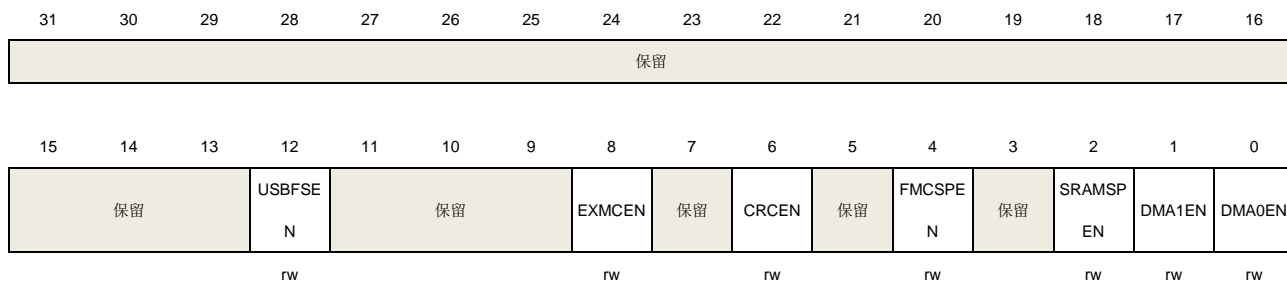 31 30 29 28 27 26 25 24 23 22 21 20 19 18 17 16
保留
15 14 13 12 11 10 9 8 7 6 5 4 3 2 1 0
保留 USBFSE N 保留 EXMCEN 保留 CRCEN 保留 FMCSPE N 保留 SRAMSP EN DMA1EN DMA0EN
rw rw rw rw rw rw rw